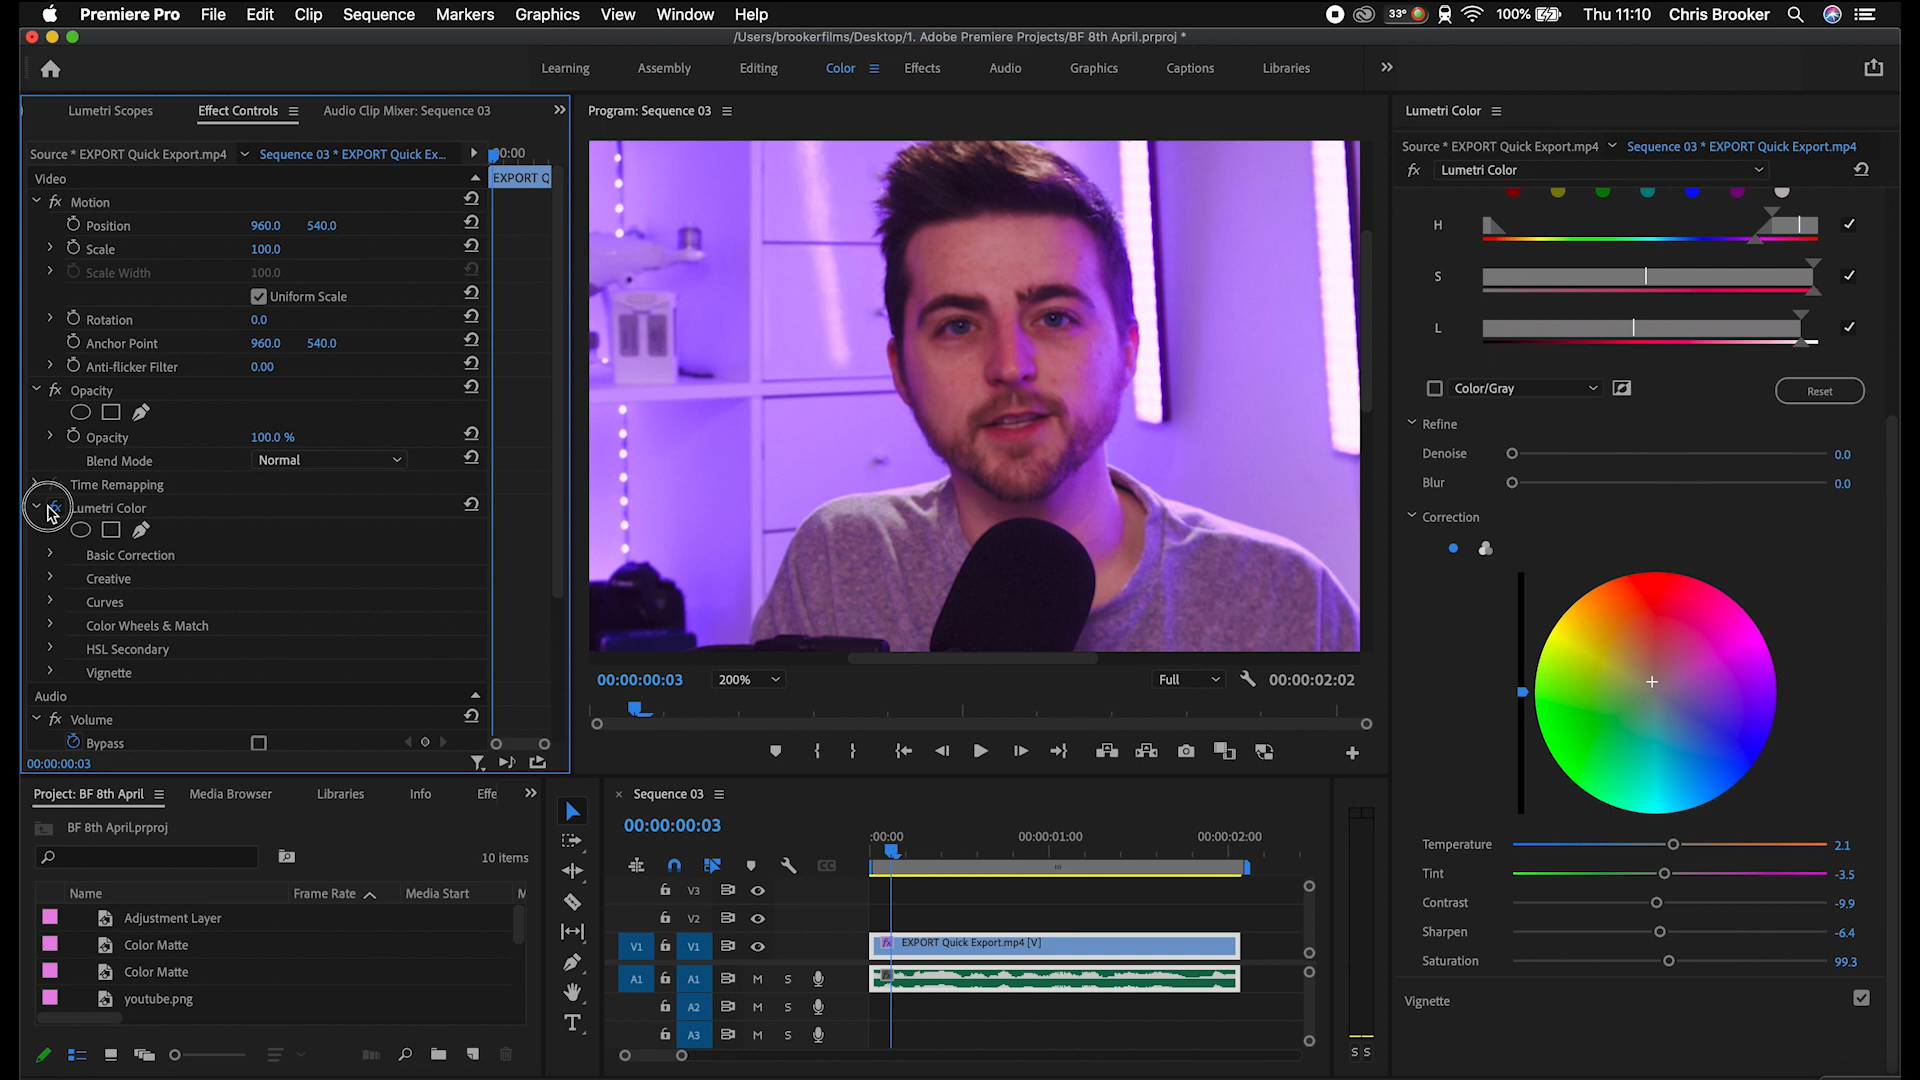 Premiere Pro File Edit Clip Sequence Markers Graphics View Window Help 33° 100% Thu 11:10 Chris Brooker
/Users/brookerfilms/Desktop/1. Adobe Premiere Projects/BF 8th April.prproj *
Learning Assembly Editing Color Effects Audio Graphics Captions Libraries
Lumetri Scopes Effect Controls Audio Clip Mixer: Sequence 03
Source * EXPORT Quick Export.mp4 Sequence 03 * EXPORT Quick Ex... :00:00
Video EXPORT Q
fx Motion
Position 960.0 540.0
Scale 100.0
Scale Width 100.0
Uniform Scale
Rotation 0.0
Anchor Point 960.0 540.0
Anti-flicker Filter 0.00
fx Opacity
Opacity 100.0 %
Blend Mode Normal
Time Remapping
fx Lumetri Color
Basic Correction
Creative
Curves
Color Wheels & Match
HSL Secondary
Vignette
Audio
fx Volume
Bypass
00:00:00:03
Program: Sequence 03
00:00:00:03 200% Full 00:00:02:02
Lumetri Color
Source * EXPORT Quick Export.mp4 Sequence 03 * EXPORT Quick Export.mp4
fx Lumetri Color
H
S
L
Color/Gray Reset
Refine
Denoise 0.0
Blur 0.0
Correction
Temperature 2.1
Tint -3.5
Contrast -9.9
Sharpen -6.4
Saturation 99.3
Vignette
Project: BF 8th April Media Browser Libraries Info Effe
BF 8th April.prproj
10 items
Name Frame Rate Media Start M
Adjustment Layer
Color Matte
Color Matte
youtube.png
× Sequence 03
00:00:00:03
:00:00 00:00:01:00 00:00:02:00
CC
V3
V2
V1 V1 fx EXPORT Quick Export.mp4 [V]
A1 A1 M S fx
A2 M S
A3 M S
S S